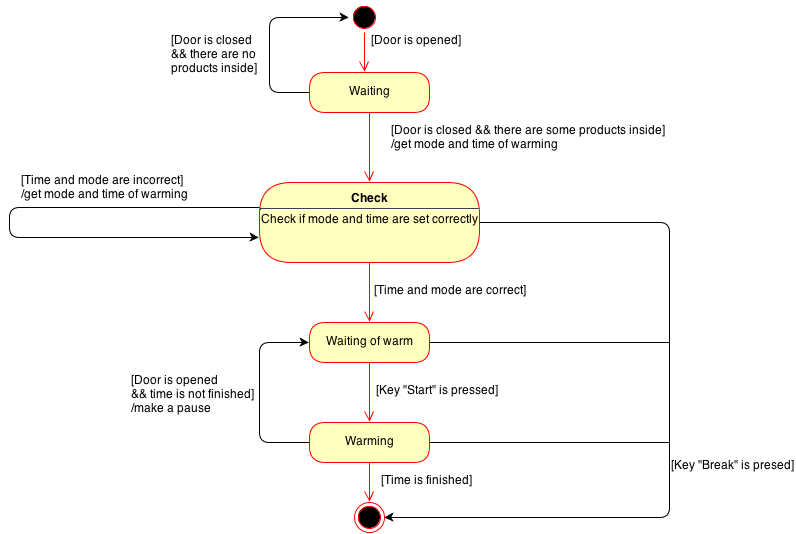 [Door is closed
&& there are no
products inside]
[Door is opened]
Waiting
[Door is closed && there are some products inside]
/get mode and time of warming
[Time and mode are incorrect]
/get mode and time of warming
Check
Check if mode and time are set correctly
[Time and mode are correct]
Waiting of warm
[Door is opened
&& time is not finished]
/make a pause
[Key "Start" is pressed]
Warming
[Key "Break" is presed]
[Time is finished]